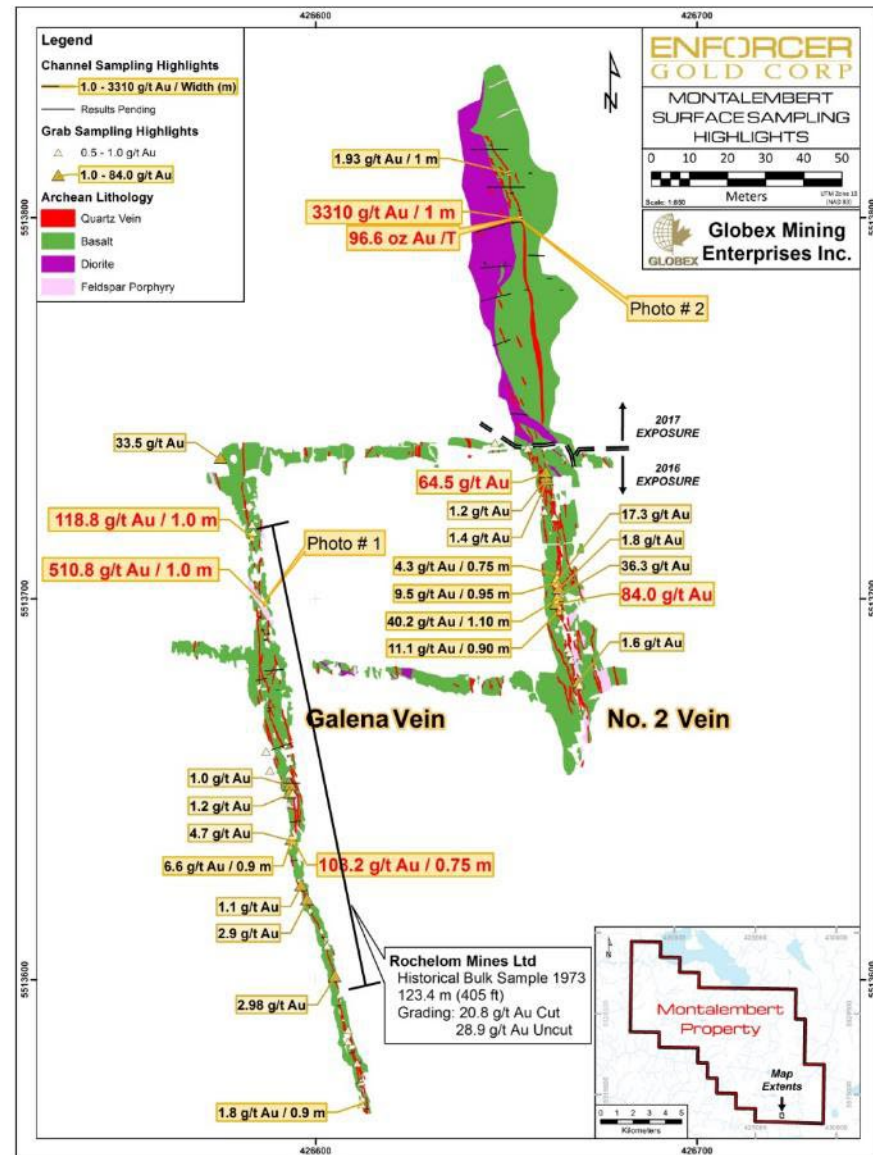 426600
426700
Legend
Channel Sampling Highlights
1.0 - 3310 g/t Au / Width (m)
Results Pending
Grab Sampling Highlights
0.5 - 1.0 g/t Au
1.0 - 84.0 g/t Au
Archean Lithology
Quartz Vein
Basalt
Diorite
Feldspar Porphyry
N
ENFORCER
GOLD CORP
MONTALEMBERT
SURFACE SAMPLING
HIGHLIGHTS
0 10 20 30 40 50
Meters
Scale: 1:650
(NAD 83)
GLOBEX
Globex Mining
Enterprises Inc.
5513800
5513800
1.93 g/t Au / 1 m
3310 g/t Au / 1 m
96.6 oz Au /T
Photo # 2
2017
EXPOSURE
2016
EXPOSURE
33.5 g/t Au
64.5 g/t Au
1.2 g/t Au
1.4 g/t Au
118.8 g/t Au / 1.0 m
Photo # 1
510.8 g/t Au / 1.0 m
17.3 g/t Au
1.8 g/t Au
36.3 g/t Au
84.0 g/t Au
4.3 g/t Au / 0.75 m
9.5 g/t Au / 0.95 m
40.2 g/t Au / 1.10 m
11.1 g/t Au / 0.90 m
1.6 g/t Au
5513700
5513700
Galena Vein
No. 2 Vein
1.0 g/t Au
1.2 g/t Au
4.7 g/t Au
6.6 g/t Au / 0.9 m
108.2 g/t Au / 0.75 m
1.1 g/t Au
2.9 g/t Au
2.98 g/t Au
1.8 g/t Au / 0.9 m
Rochelom Mines Ltd
Historical Bulk Sample 1973
123.4 m (405 ft)
Grading: 20.8 g/t Au Cut
28.9 g/t Au Uncut
5513600
5513600
N
Montalembert
Property
Map
Extents
0 1 2 3 4 5
Kilometers
426600
426700